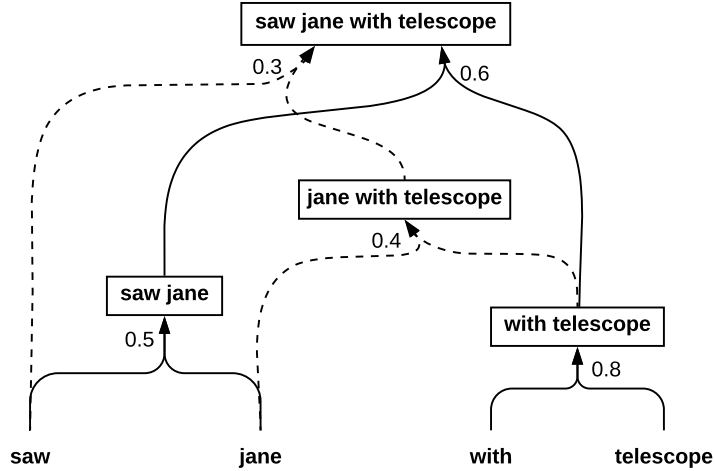 saw jane with telescope
0.3
0.6
jane with telescope
0.4
saw jane
with telescope
0.5
0.8
saw
jane
with
telescope